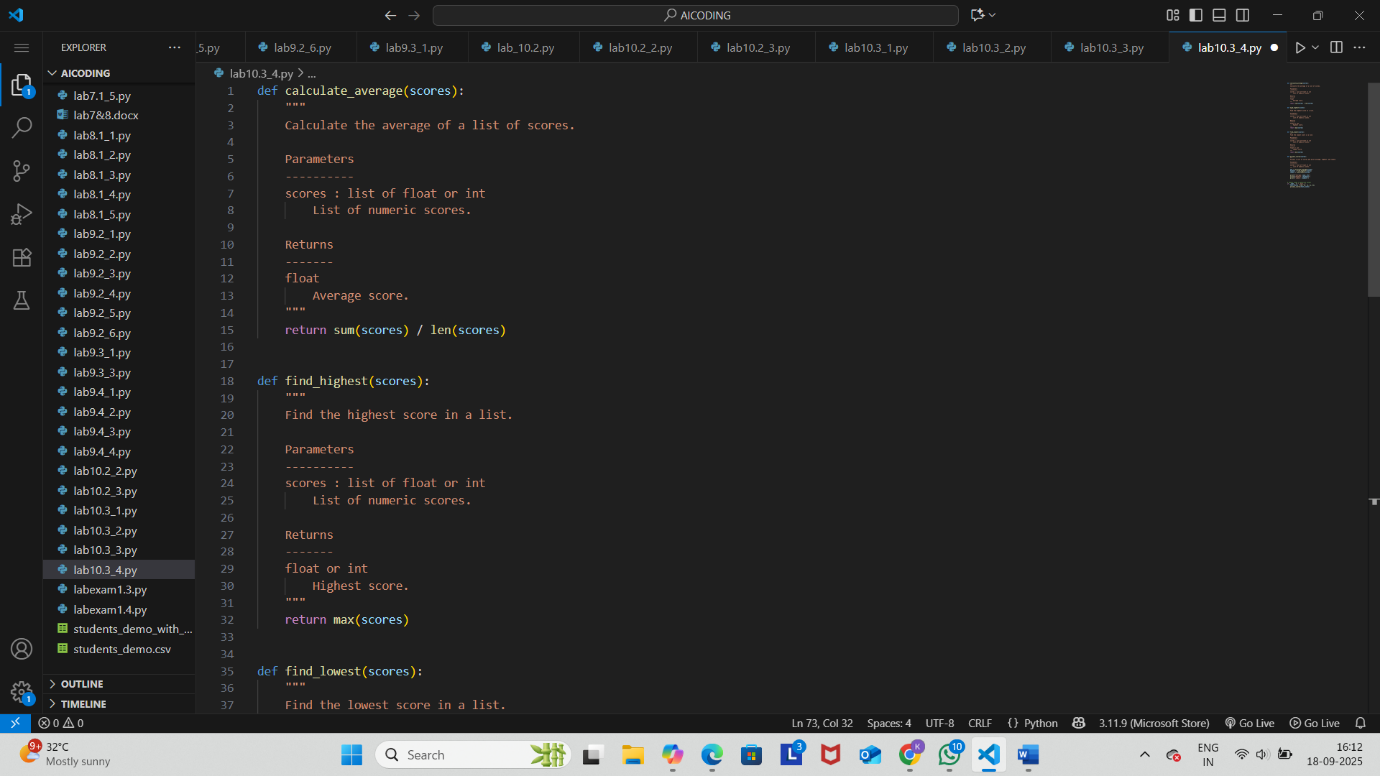 AICODING
EXPLORER
_5.py
lab9.2_6.py
lab9.3_1.py
lab_10.2.py
lab10.2_2.py
lab10.2_3.py
lab10.3_1.py
lab10.3_2.py
lab10.3_3.py
lab10.3_4.py
AICODING
lab7.1_5.py
lab7&8.docx
lab8.1_1.py
lab8.1_2.py
lab8.1_3.py
lab8.1_4.py
lab8.1_5.py
lab9.2_1.py
lab9.2_2.py
lab9.2_3.py
lab9.2_4.py
lab9.2_5.py
lab9.2_6.py
lab9.3_1.py
lab9.3_3.py
lab9.4_1.py
lab9.4_2.py
lab9.4_3.py
lab9.4_4.py
lab10.2_2.py
lab10.2_3.py
lab10.3_1.py
lab10.3_2.py
lab10.3_3.py
lab10.3_4.py
labexam1.3.py
labexam1.4.py
students_demo_with_...
students_demo.csv
OUTLINE
TIMELINE
1
1
lab10.3_4.py > ...
1 def calculate_average(scores):
2 """
3 Calculate the average of a list of scores.
4
5 Parameters
6 ----------
7 scores : list of float or int
8 List of numeric scores.
9
10 Returns
11 -------
12 float
13 Average score.
14 """
15 return sum(scores) / len(scores)
16
17
18 def find_highest(scores):
19 """
20 Find the highest score in a list.
21
22 Parameters
23 ----------
24 scores : list of float or int
25 List of numeric scores.
26
27 Returns
28 -------
29 float or int
30 Highest score.
31 """
32 return max(scores)
33
34
35 def find_lowest(scores):
36 """
37 Find the lowest score in a list.
0 0
Ln 73, Col 32
Spaces: 4
UTF-8
CRLF
{} Python
3.11.9 (Microsoft Store)
Go Live
Go Live
9+
32°C
Mostly sunny
Search
L
3
K
10
W
ENG
IN
16:12
18-09-2025